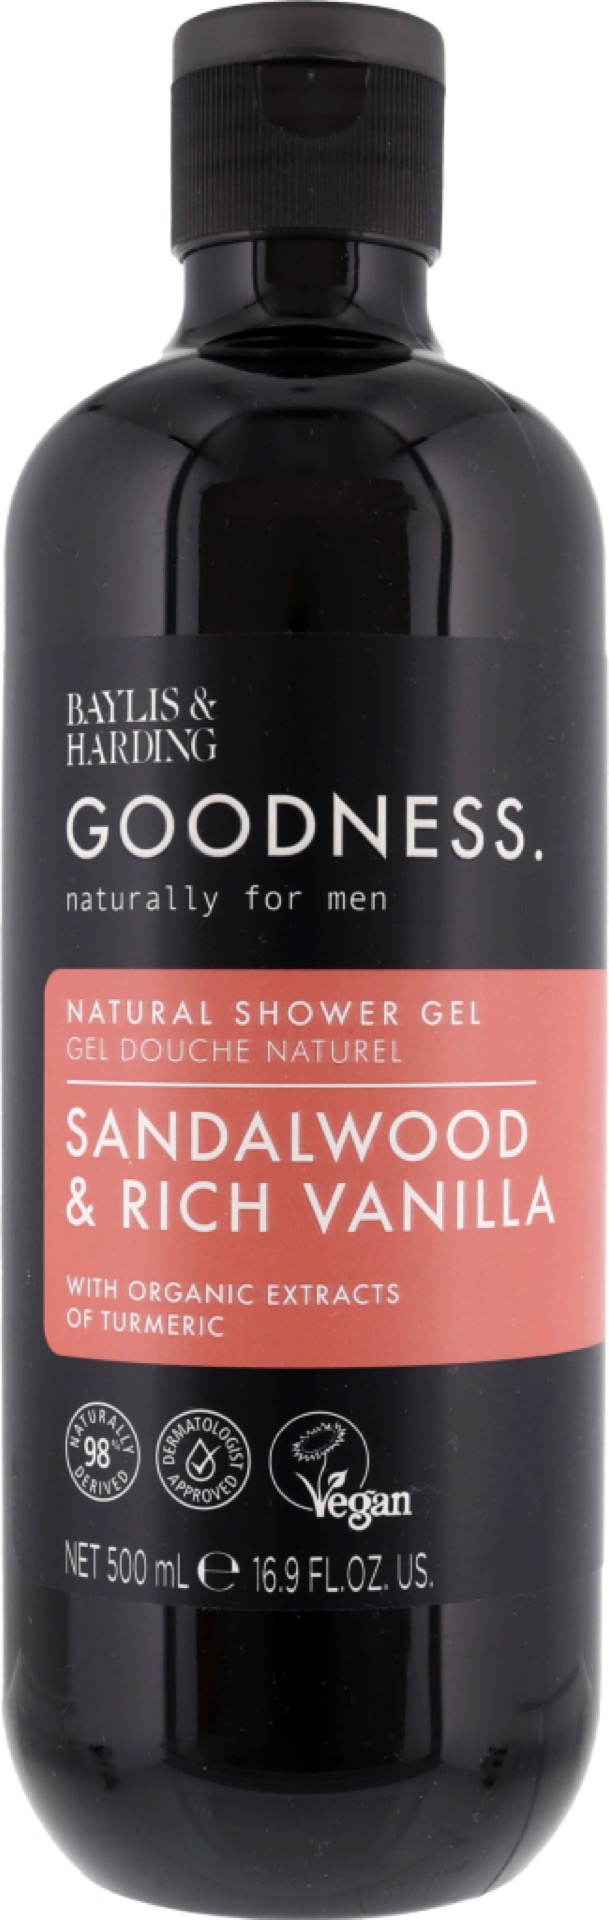 BAYLIS &
HARDING
GOODNESS.
naturally for men
NATURAL SHOWER GEL
GEL DOUCHE NATUREL
SANDALWOOD
& RICH VANILLA
WITH ORGANIC EXTRACTS
OF TURMERIC
NATURALLY
98%
DERIVED
DERMATOLOGIST
APPROVED
Vegan
NET 500 mL ℮ 16.9 FL.OZ. US.